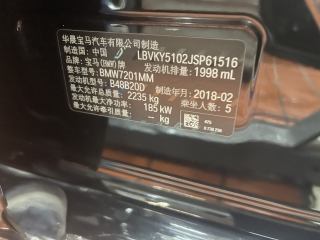 华晨宝马汽车有限公司制造
制造国：中国 LBVKY5102JSP61516
品牌：宝马(BMW)牌 发动机排量：1998 mL
整车型号：BMW7201MM
发动机型号：B48B20D
最大允许总质量：2235 kg 制造年月：2018-02
发动机最大净功率：185 kW 乘坐人数：5
最大允许牵引质量：— kg